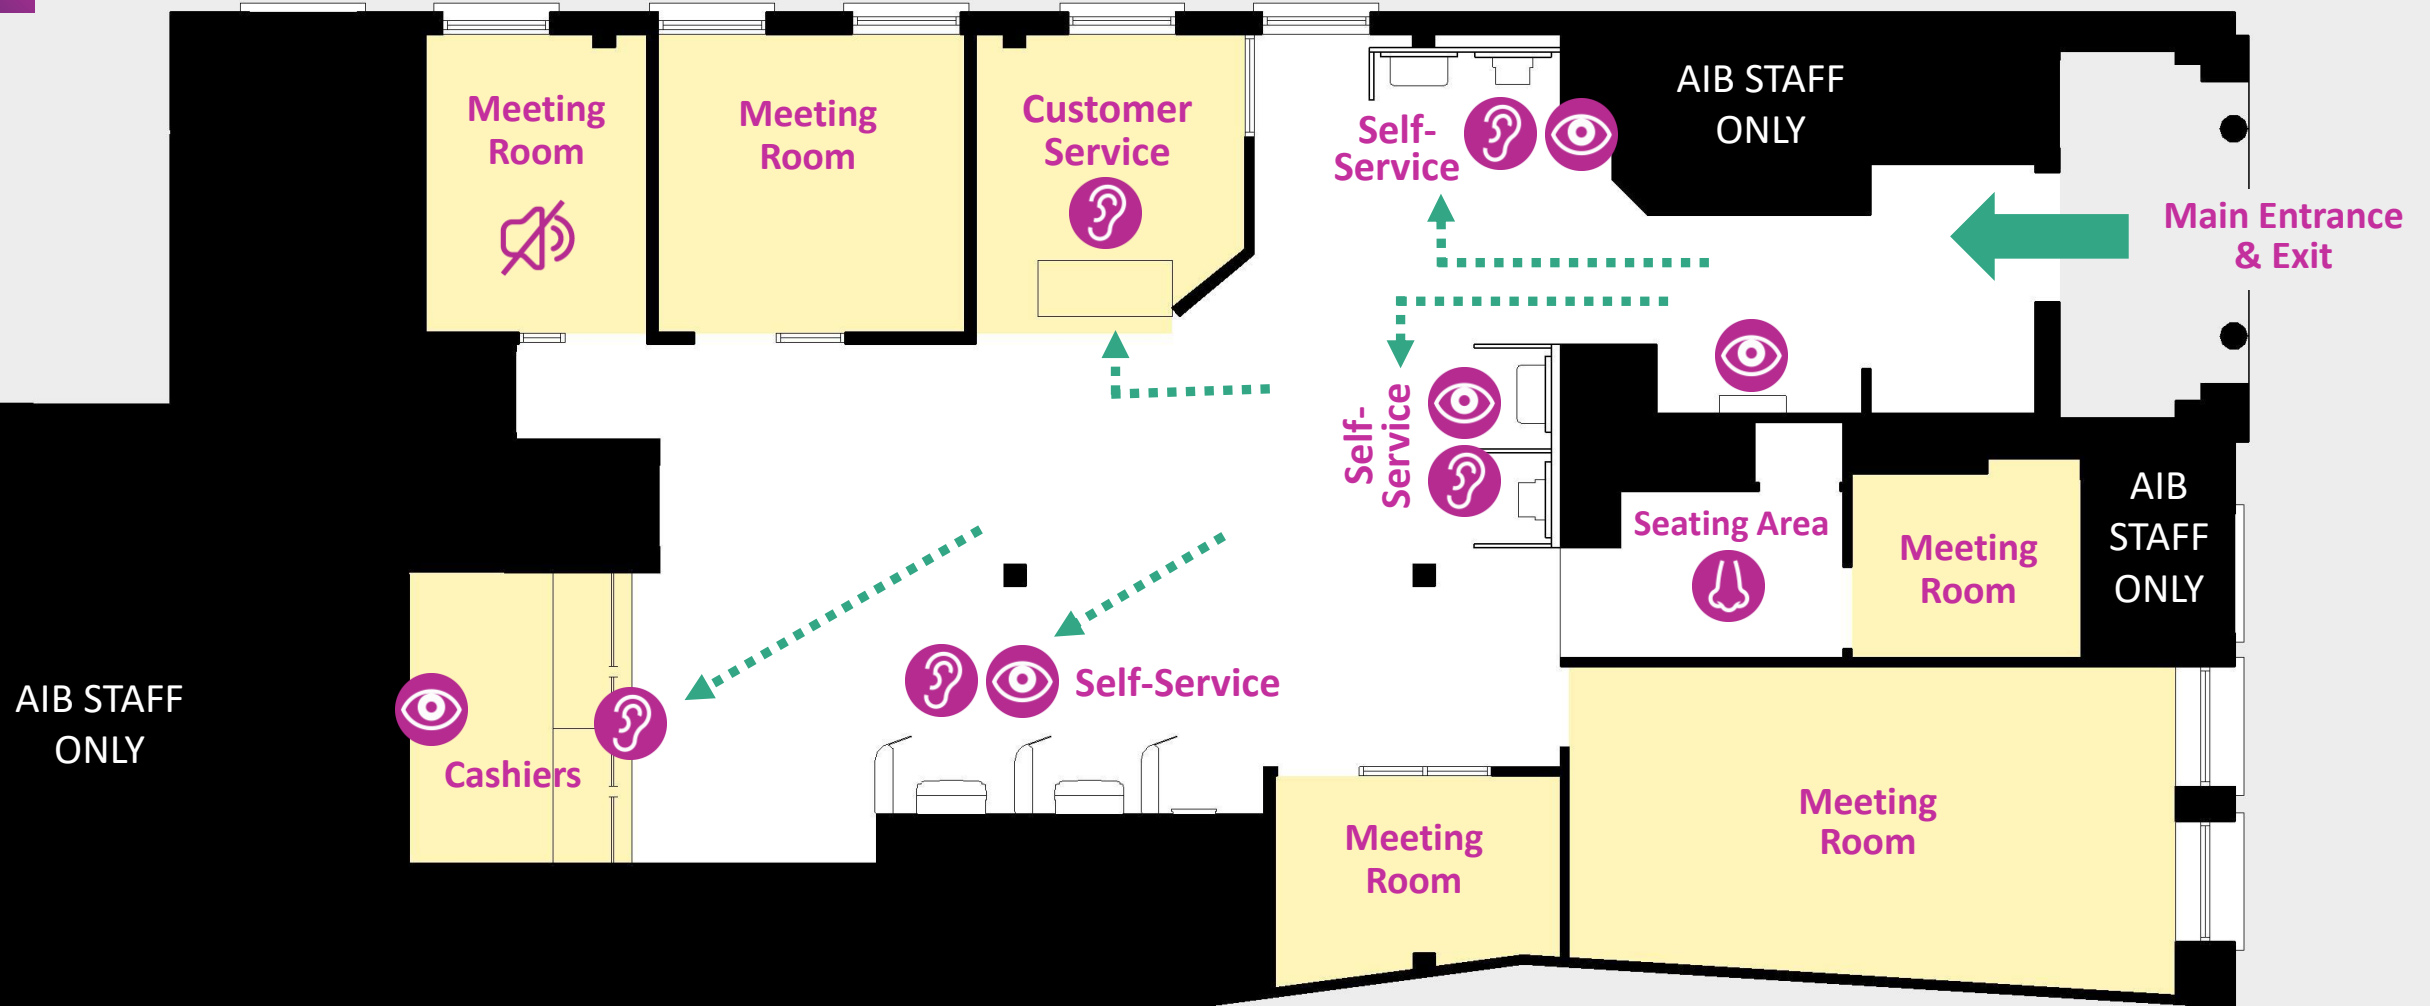 Meeting
Room
Meeting
Room
Customer
Service
Self-
Service
AIB STAFF
ONLY
Main Entrance
& Exit
Self-
Service
Seating Area
Meeting
Room
AIB
STAFF
ONLY
AIB STAFF
ONLY
Cashiers
Self-Service
Meeting
Room
Meeting
Room